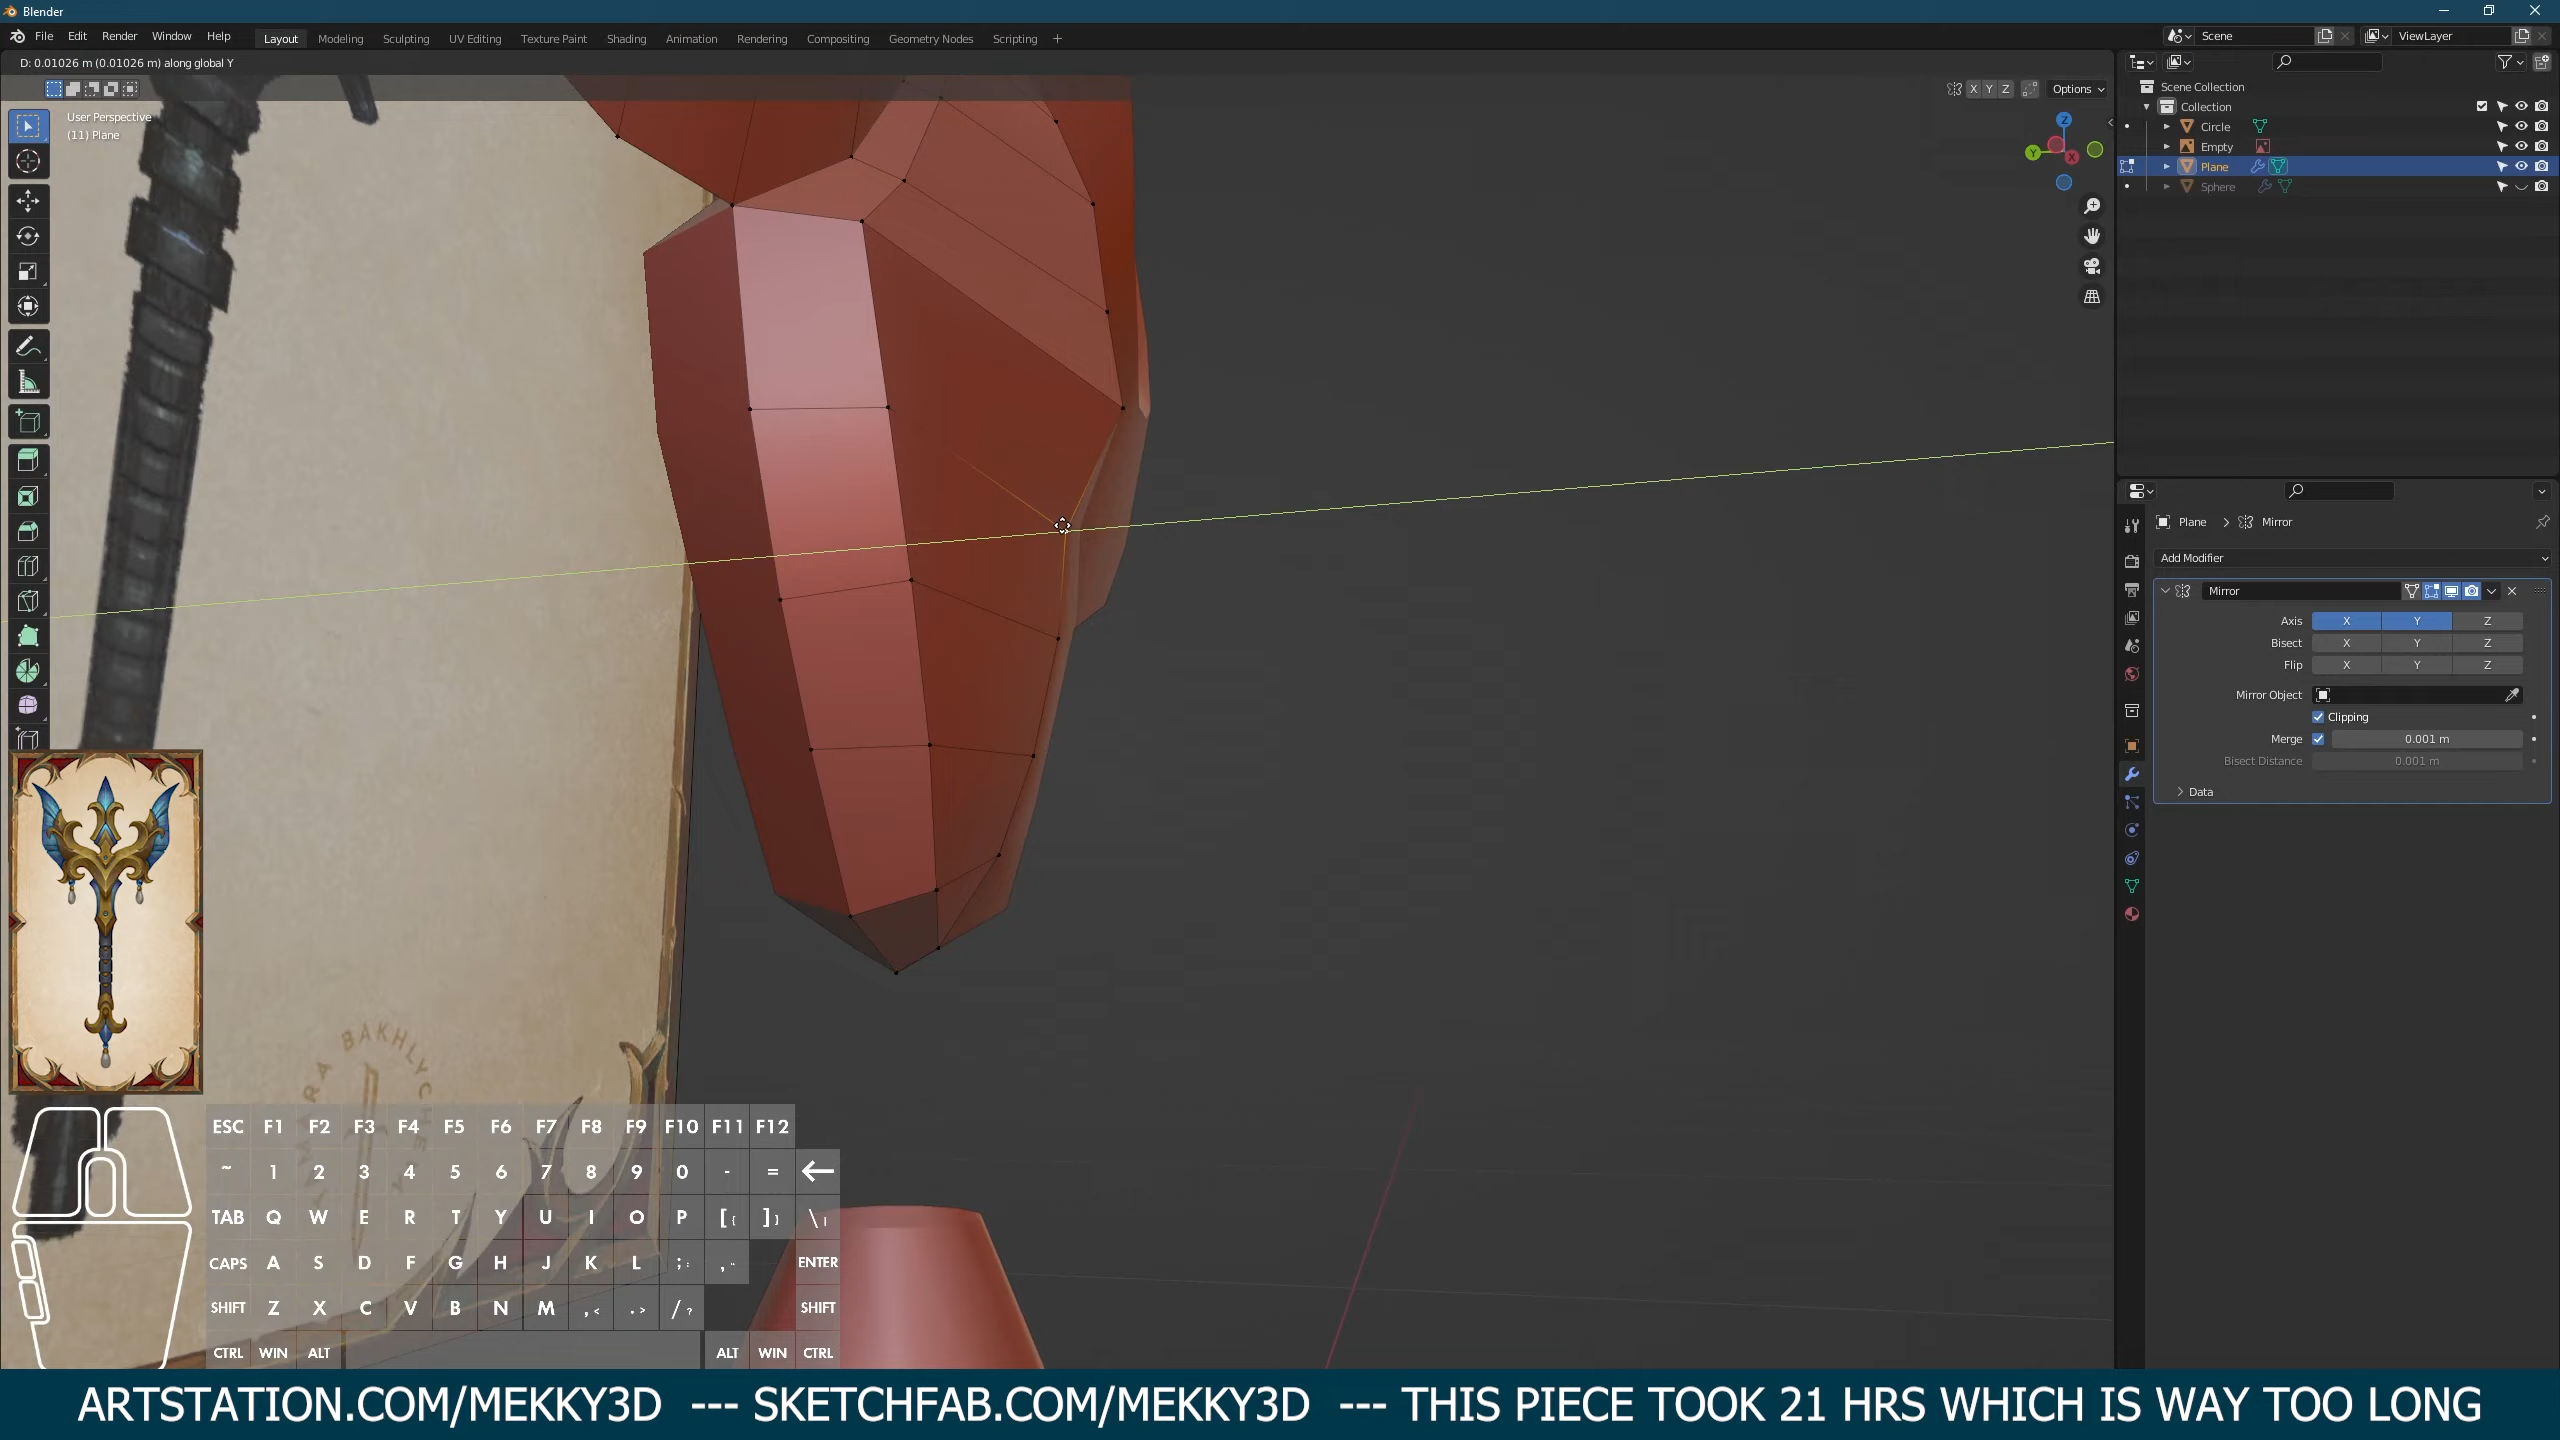 Blender
File Edit Render Window Help
Layout Modeling Sculpting UV Editing Texture Paint Shading Animation Rendering Compositing Geometry Nodes Scripting
Scene
ViewLayer
D: 0.01026 m (0.01026 m) along global Y
X Y Z
Options
User Perspective
(11) Plane
Z
Y
X
Scene Collection
Collection
Circle
Empty
Plane
Sphere
Plane > Mirror
Add Modifier
Mirror
Axis X Y Z
Bisect X Y Z
Flip X Y Z
Mirror Object
Clipping
Merge 0.001 m
Bisect Distance 0.001 m
Data
ESC F1 F2 F3 F4 F5 F6 F7 F8 F9 F10 F11 F12
~ 1 2 3 4 5 6 7 8 9 0 - =
TAB Q W E R T Y U I O P [{ ]} \|
CAPS A S D F G H J K L ;: ENTER
SHIFT Z X C V B N M ,< .> /? SHIFT
CTRL WIN ALT ALT WIN CTRL
ARTSTATION.COM/MEKKY3D --- SKETCHFAB.COM/MEKKY3D --- THIS PIECE TOOK 21 HRS WHICH IS WAY TOO LONG